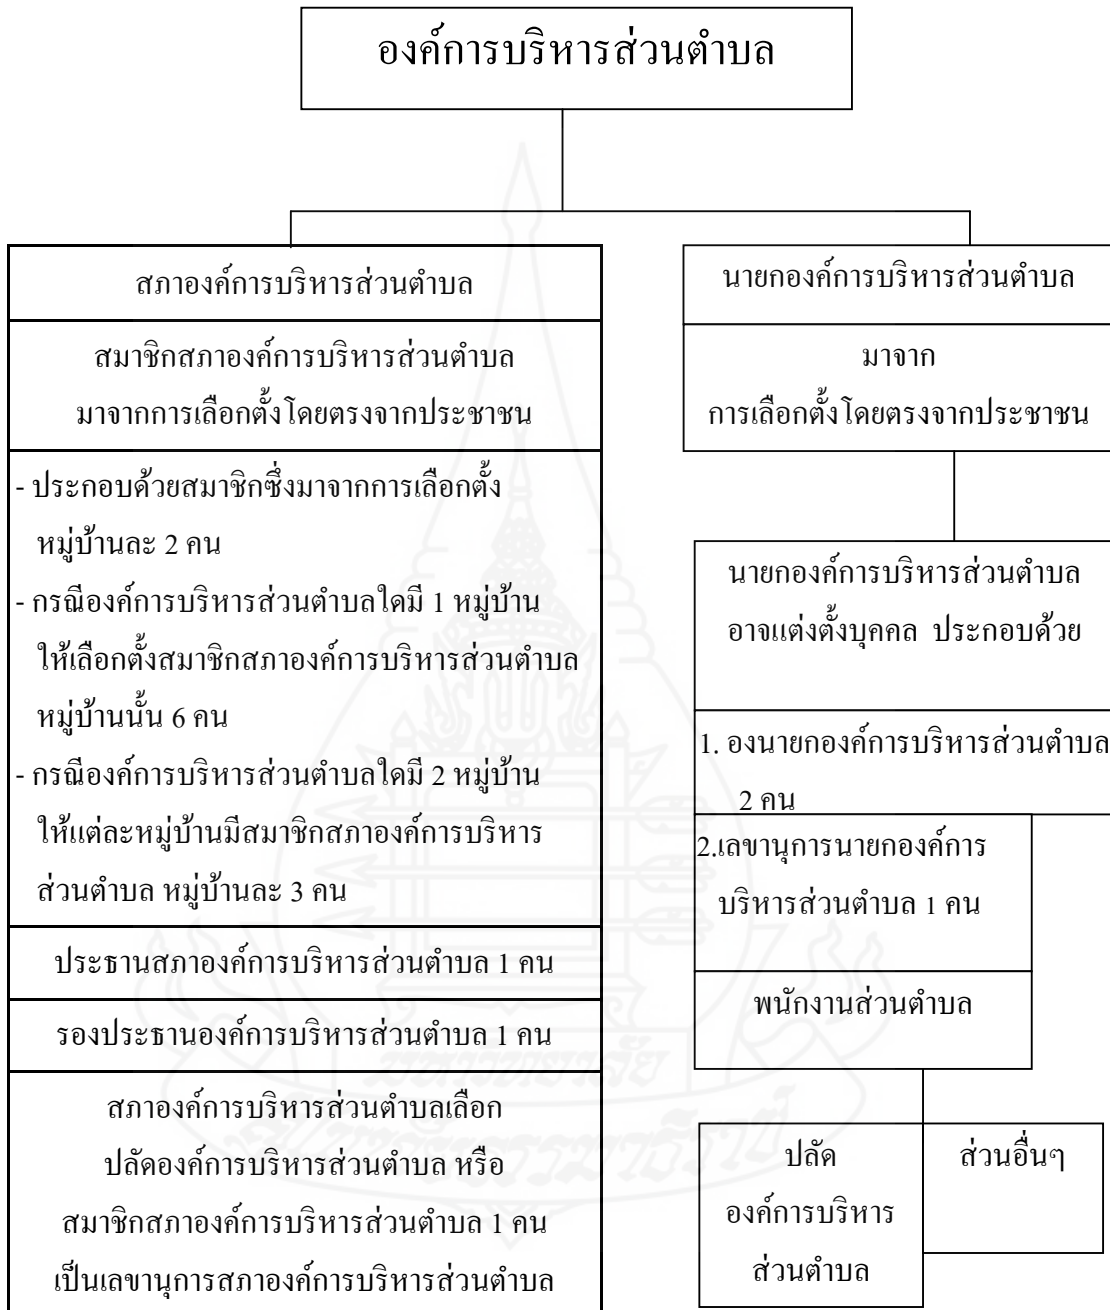 องค์การบริหารส่วนตำบล
สภาองค์การบริหารส่วนตำบล
สมาชิกสภาองค์การบริหารส่วนตำบล
มาจากการเลือกตั้งโดยตรงจากประชาชน
- ประกอบด้วยสมาชิกซึ่งมาจากการเลือกตั้ง
หมู่บ้านละ 2 คน
- กรณีองค์การบริหารส่วนตำบลใดมี 1 หมู่บ้าน
ให้เลือกตั้งสมาชิกสภาองค์การบริหารส่วนตำบล
หมู่บ้านนั้น 6 คน
- กรณีองค์การบริหารส่วนตำบลใดมี 2 หมู่บ้าน
ให้แต่ละหมู่บ้านมีสมาชิกสภาองค์การบริหาร
ส่วนตำบล หมู่บ้านละ 3 คน
ประธานสภาองค์การบริหารส่วนตำบล 1 คน
รองประธานองค์การบริหารส่วนตำบล 1 คน
สภาองค์การบริหารส่วนตำบลเลือก
ปลัดองค์การบริหารส่วนตำบล หรือ
สมาชิกสภาองค์การบริหารส่วนตำบล 1 คน
เป็นเลขานุการสภาองค์การบริหารส่วนตำบล
นายกองค์การบริหารส่วนตำบล
มาจาก
การเลือกตั้งโดยตรงจากประชาชน
นายกองค์การบริหารส่วนตำบล
อาจแต่งตั้งบุคคล ประกอบด้วย
1. องนายกองค์การบริหารส่วนตำบล
2 คน
2.เลขานุการนายกองค์การ
บริหารส่วนตำบล 1 คน
พนักงานส่วนตำบล
ปลัด
องค์การบริหาร
ส่วนตำบล
ส่วนอื่นๆ
มหาวิทยาลัย
สุโขทัยธรรมาธิราช